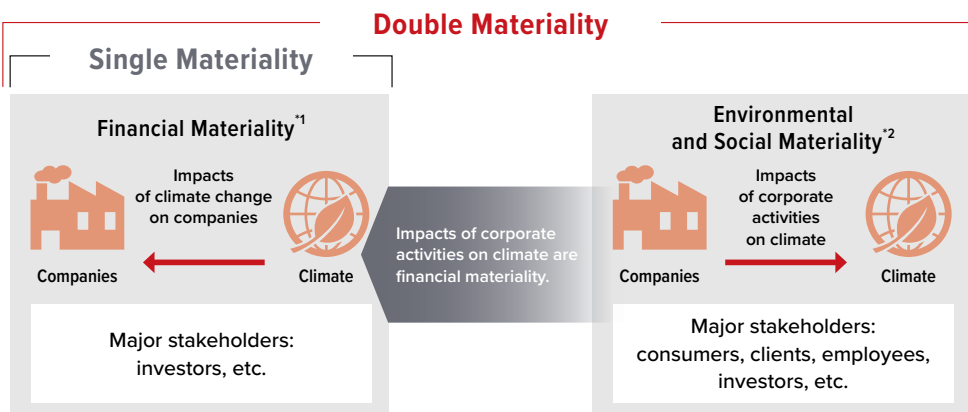 Double Materiality
Single Materiality
Financial Materiality*1
Impacts
of climate change
on companies
Companies
Climate
Major stakeholders:
investors, etc.
Impacts of corporate
activities on climate are
financial materiality.
Environmental
and Social Materiality*2
Impacts
of corporate
activities
on climate
Companies
Climate
Major stakeholders:
consumers, clients, employees,
investors, etc.